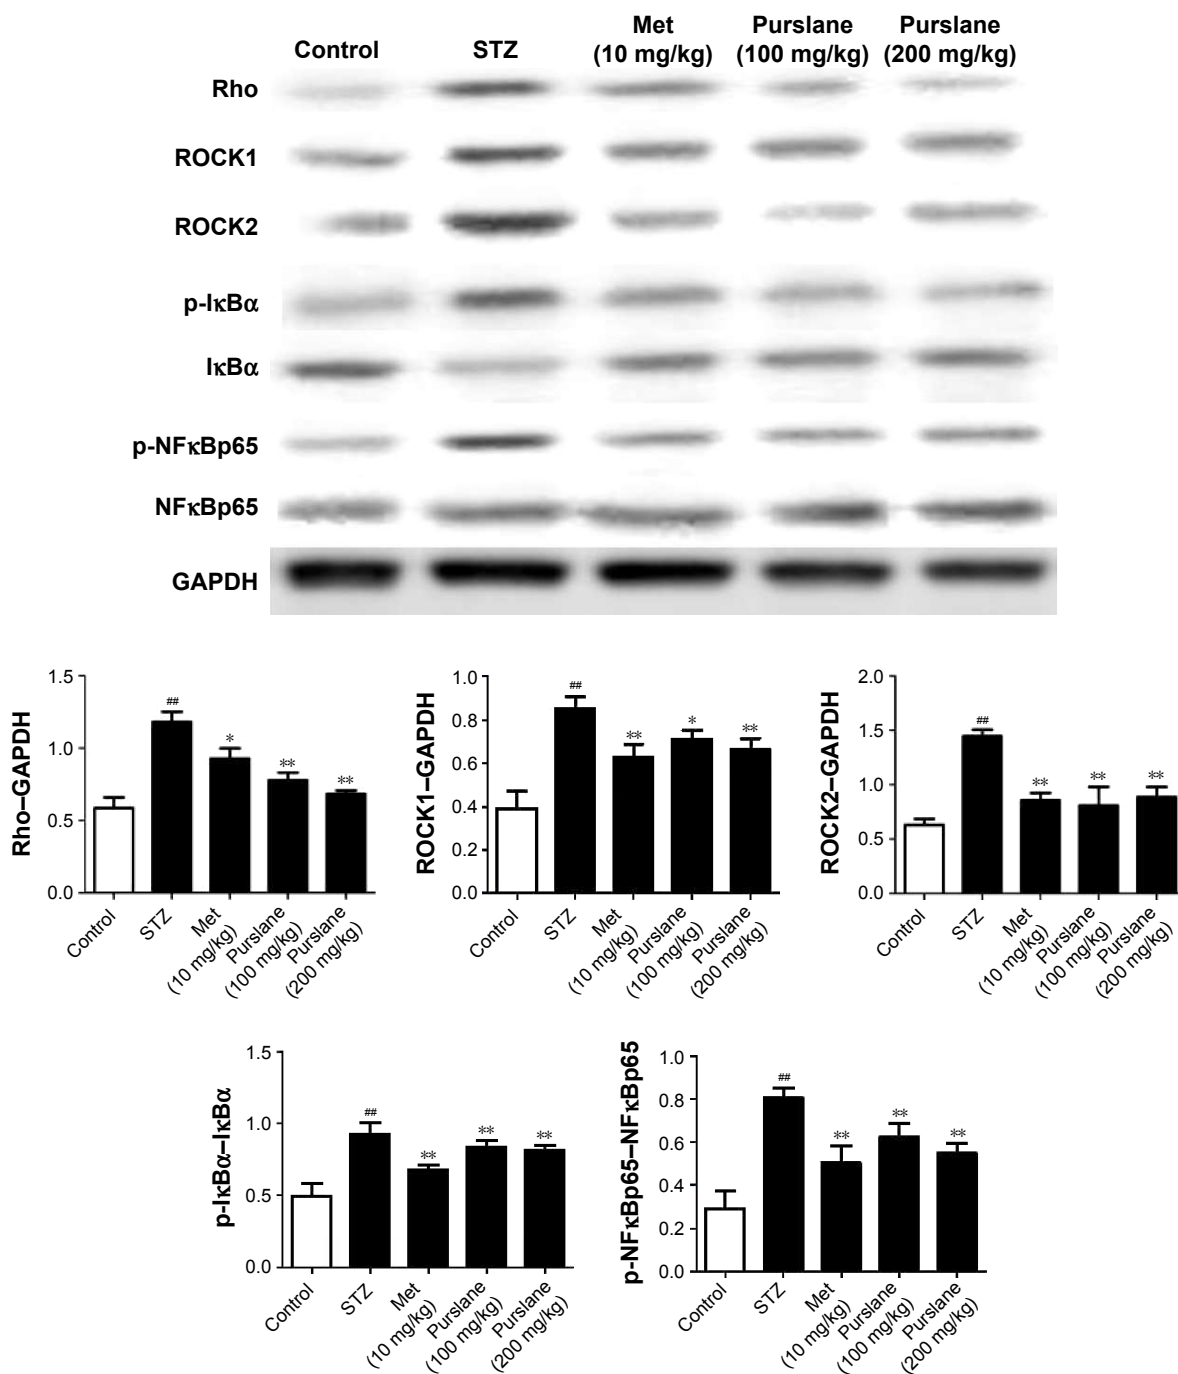 Control STZ Met (10 mg/kg) Purslane (100 mg/kg) Purslane (200 mg/kg)
Rho
ROCK1
ROCK2
p-IκBα
IκBα
p-NFκBp65
NFκBp65
GAPDH
Rho–GAPDH
1.5
1.0
0.5
0.0
##
*
**
**
Control
STZ
Met
(10 mg/kg)
Purslane
(100 mg/kg)
Purslane
(200 mg/kg)
ROCK1–GAPDH
1.0
0.8
0.6
0.4
0.2
0.0
##
**
*
**
Control
STZ
Met
(10 mg/kg)
Purslane
(100 mg/kg)
Purslane
(200 mg/kg)
ROCK2–GAPDH
2.0
1.5
1.0
0.5
0.0
##
**
**
**
Control
STZ
Met
(10 mg/kg)
Purslane
(100 mg/kg)
Purslane
(200 mg/kg)
p-IκBα–IκBα
1.5
1.0
0.5
0.0
##
**
**
**
Control
STZ
Met
(10 mg/kg)
Purslane
(100 mg/kg)
Purslane
(200 mg/kg)
p-NFκBp65–NFκBp65
1.0
0.8
0.6
0.4
0.2
0.0
##
**
**
**
Control
STZ
Met
(10 mg/kg)
Purslane
(100 mg/kg)
Purslane
(200 mg/kg)